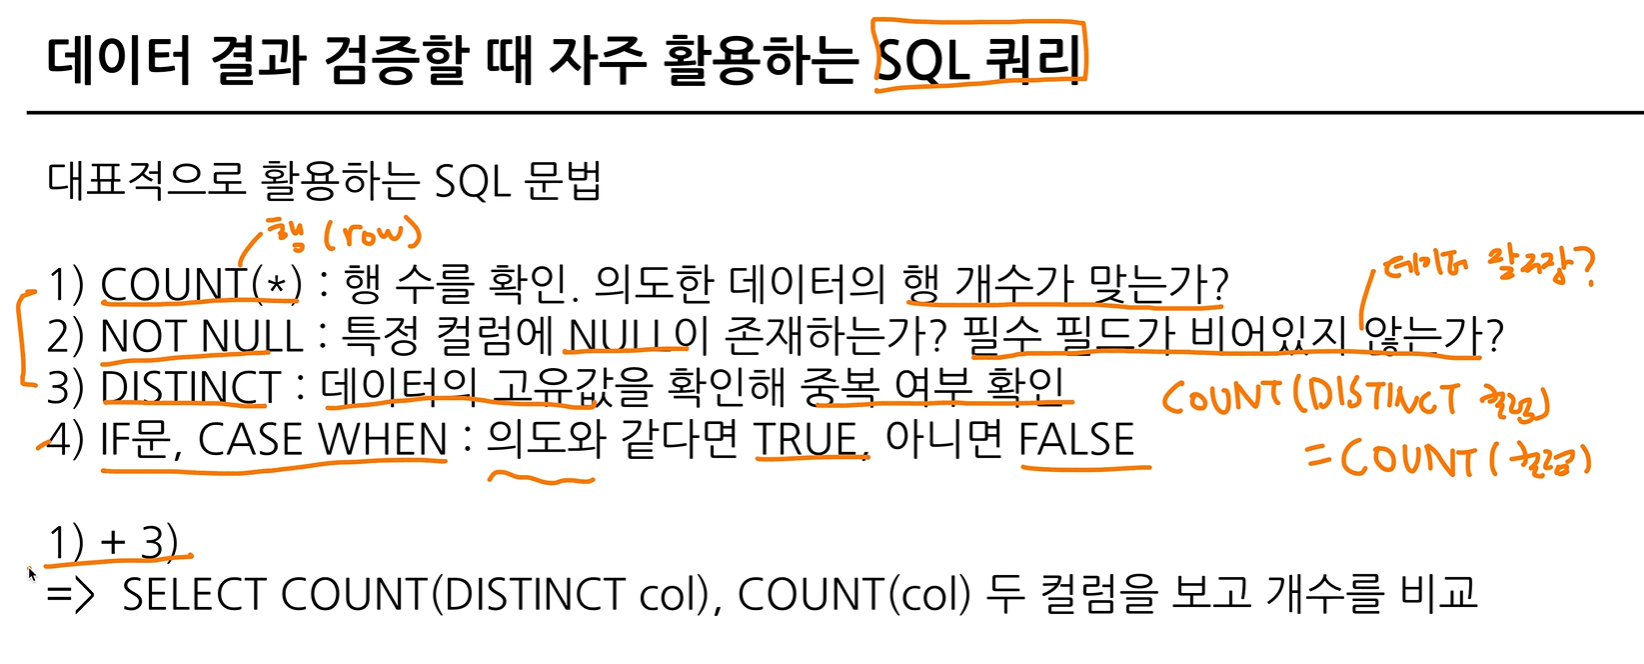 데이터 결과 검증할 때 자주 활용하는 SQL 쿼리
대표적으로 활용하는 SQL 문법
행 (row)
1) COUNT(*) : 행 수를 확인. 의도한 데이터의 행 개수가 맞는가?
데이터 팔저장?
2) NOT NULL : 특정 컬럼에 NULL이 존재하는가? 필수 필드가 비어있지 않는가?
3) DISTINCT : 데이터의 고유값을 확인해 중복 여부 확인
COUNT(DISTINCT 컬럼)
4) IF문, CASE WHEN : 의도와 같다면 TRUE, 아니면 FALSE
= COUNT(컬럼)
1) + 3)
=> SELECT COUNT(DISTINCT col), COUNT(col) 두 컬럼을 보고 개수를 비교